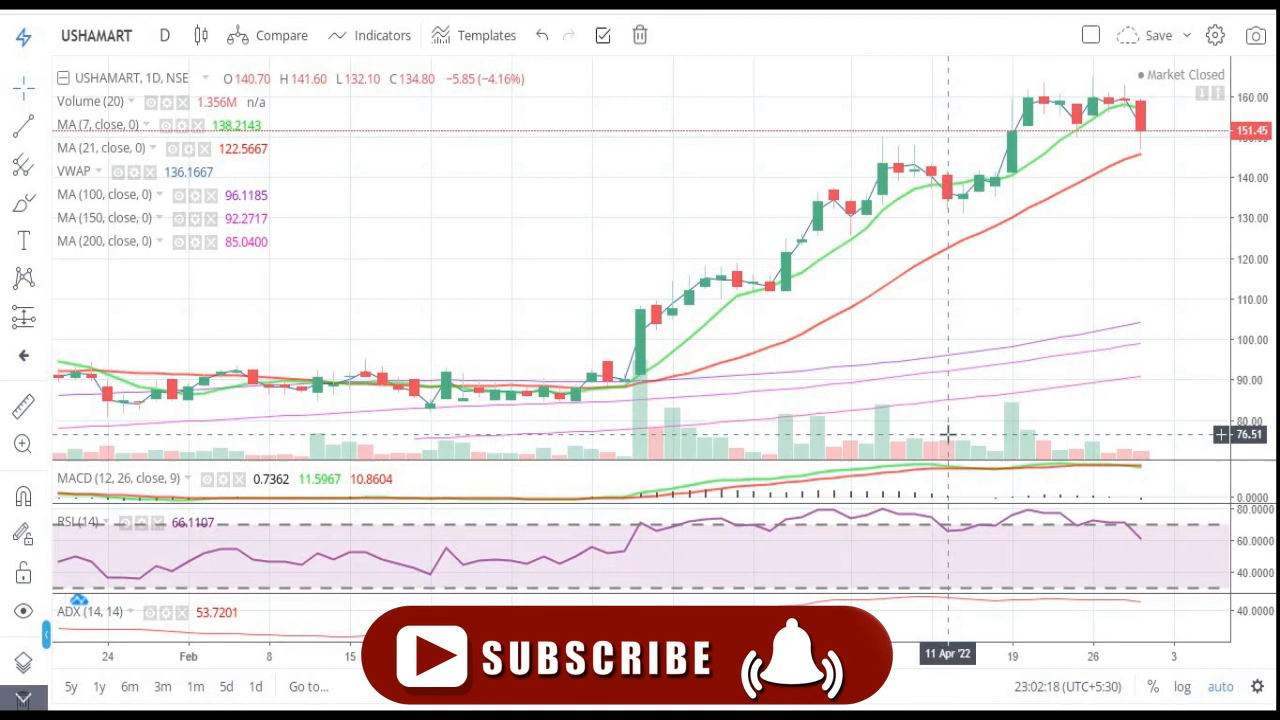 USHAMART D Compare Indicators Templates Save
USHAMART, 1D, NSE O140.70 H141.60 L132.10 C134.80 −5.85 (−4.16%)
Market Closed
Volume (20) 1.356M n/a
MA (7, close, 0) 138.2143
MA (21, close, 0) 122.5667
VWAP 136.1667
MA (100, close, 0) 96.1185
MA (150, close, 0) 92.2717
MA (200, close, 0) 85.0400
160.00
151.45
140.00
130.00
120.00
110.00
100.00
90.00
80.00
76.51
MACD (12, 26, close, 9) 0.7362 11.5967 10.8604
0.0000
RSI (14) 66.1107
80.0000
60.0000
40.0000
ADX (14, 14) 53.7201
40.0000
SUBSCRIBE
24 Feb 8 15 11 Apr '22 19 26 3
5y 1y 6m 3m 1m 5d 1d Go to... 23:02:18 (UTC+5:30) % log auto